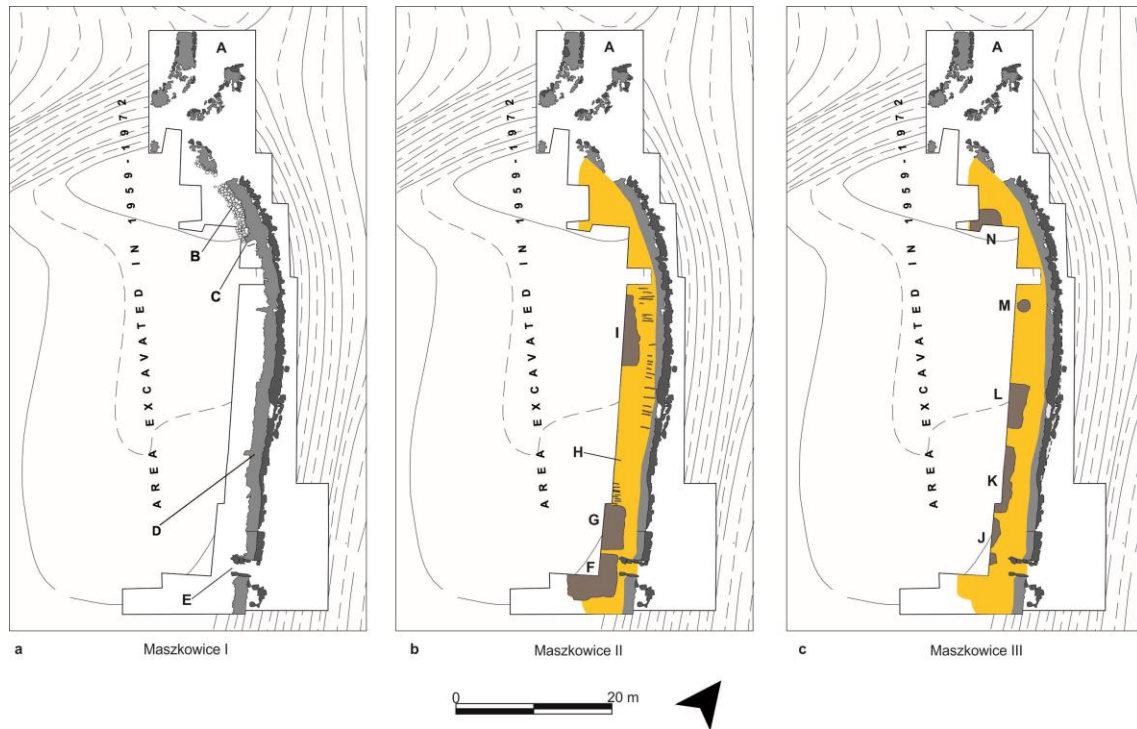 A
AREA EXCAVATED IN 1959-1972
B
C
D
E
a Maszkowice I
A
AREA EXCAVATED IN 1959-1972
I
H
G
F
b Maszkowice II
A
AREA EXCAVATED IN 1959-1972
N
M
L
K
J
c Maszkowice III
0 20 m